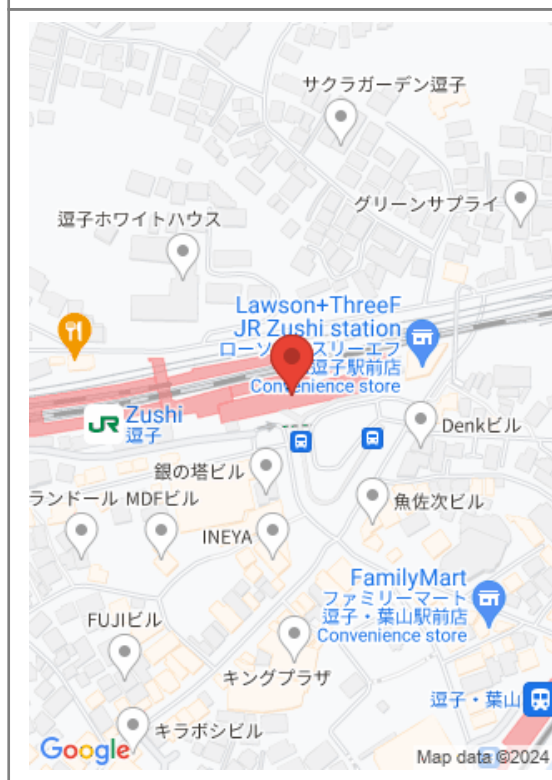 サクラガーデン逗子
グリーンサプライ
逗子ホワイトハウス
Lawson+ThreeF
JR Zushi station
ローソ スリーエフ
逗子駅前店
Convenience store
JR
Zushi
逗子
Denkビル
銀の塔ビル
ランドール
MDFビル
魚佐次ビル
INEYA
FamilyMart
ファミリーマート
逗子・葉山駅前店
Convenience store
FUJIビル
キングプラザ
逗子・葉山
キラボシビル
Google
Map data ©2024